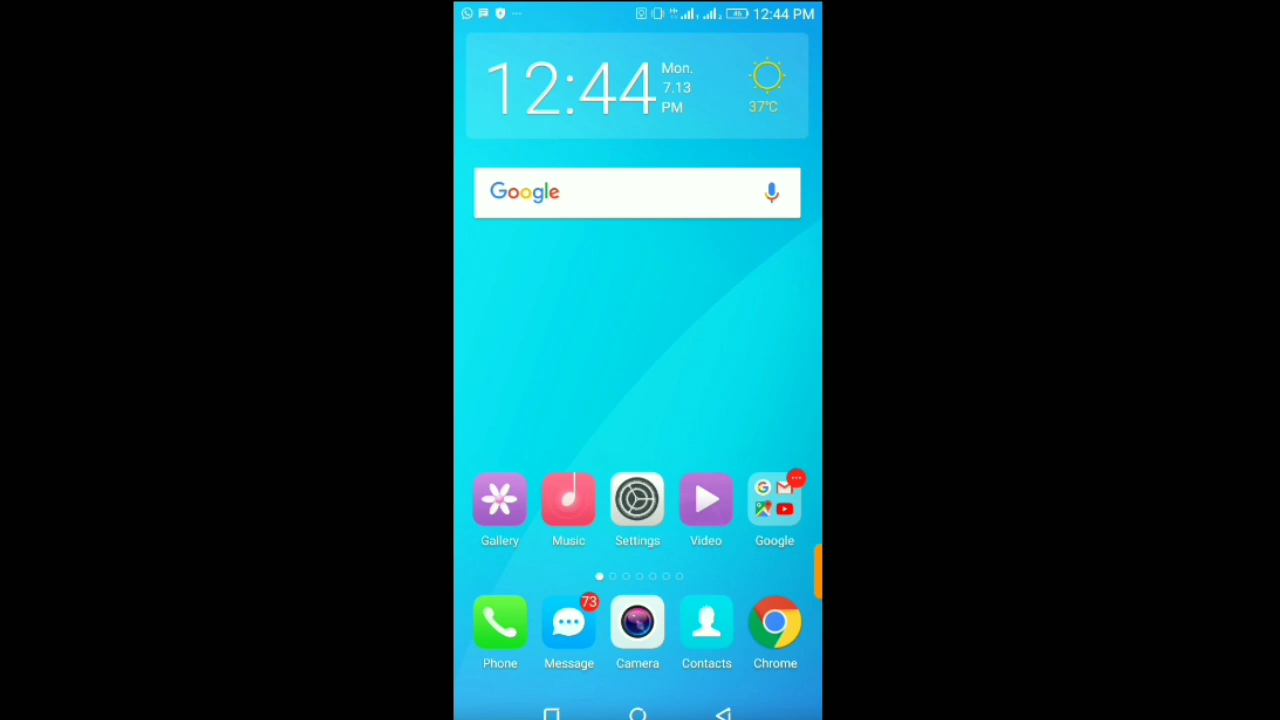 12:44 PM
12:44
Mon.
7.13
PM
37°C
Google
Gallery
Music
Settings
Video
Google
73
Phone
Message
Camera
Contacts
Chrome